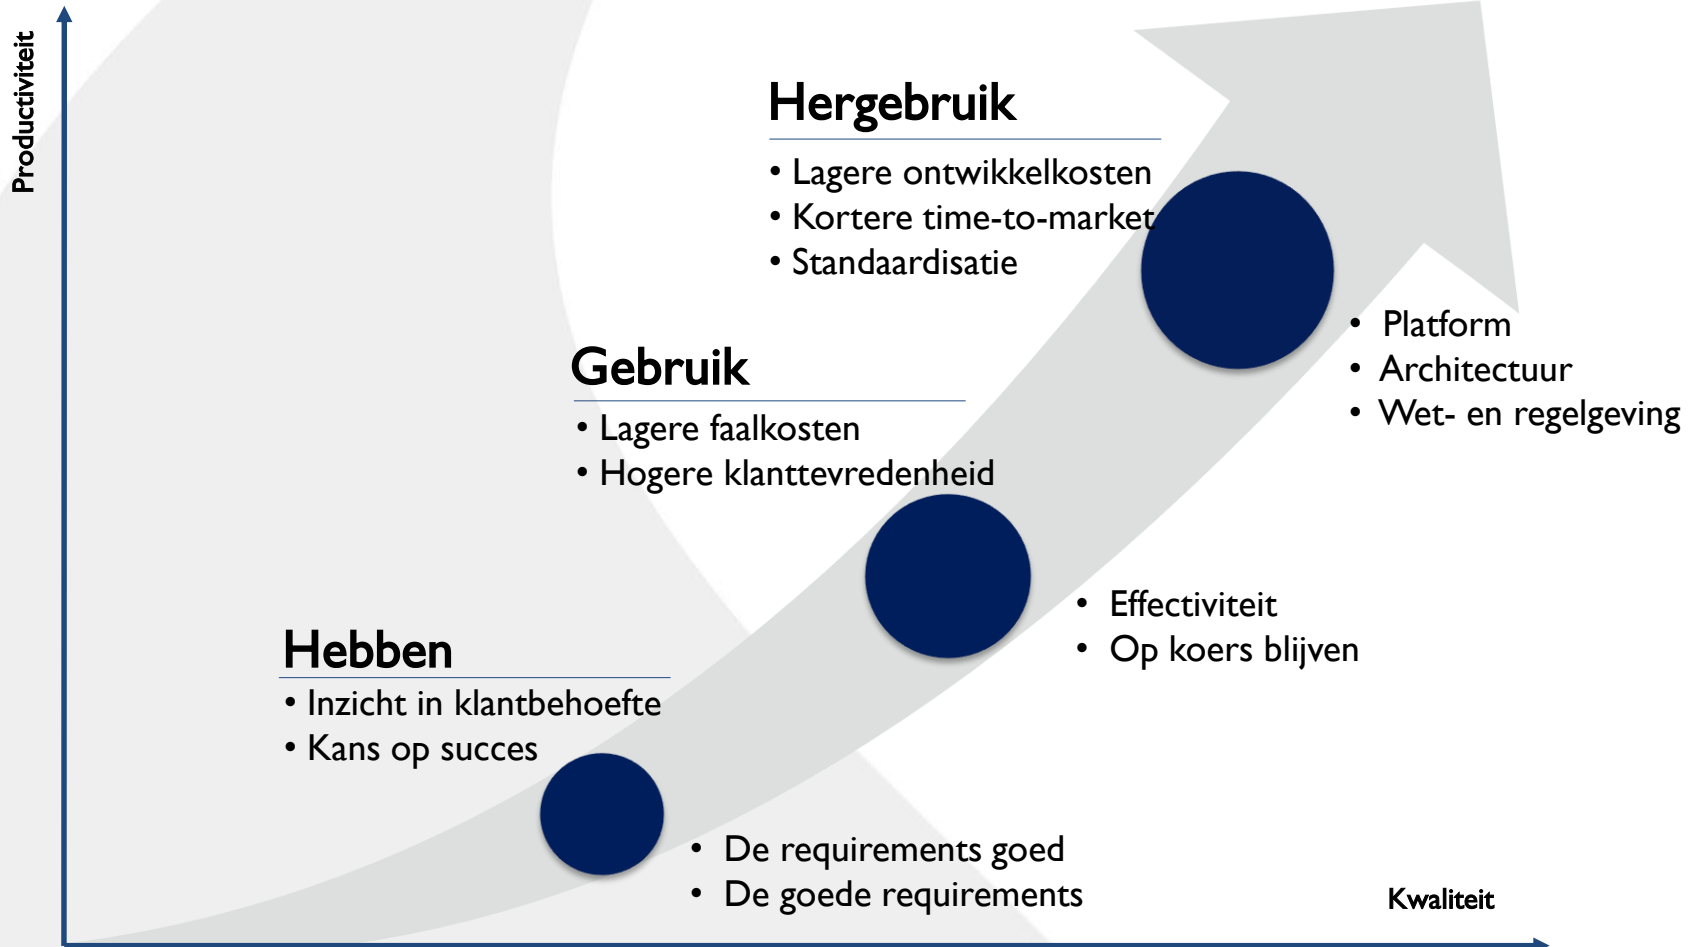 Productiviteit
Hergebruik
• Lagere ontwikkelkosten
• Kortere time-to-market
• Standaardisatie
• Platform
• Architectuur
• Wet- en regelgeving
Gebruik
• Lagere faalkosten
• Hogere klanttevredenheid
• Effectiviteit
• Op koers blijven
Hebben
• Inzicht in klantbehoefte
• Kans op succes
• De requirements goed
• De goede requirements
Kwaliteit